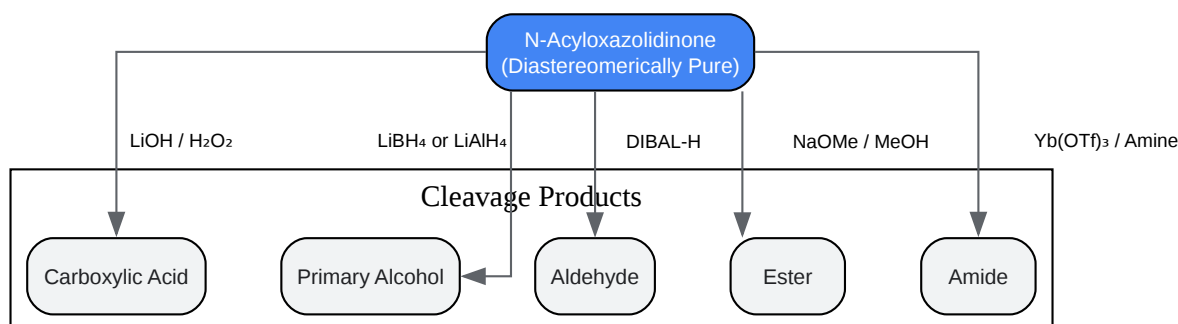 N-Acyloxazolidinone
(Diastereomerically Pure)
LiOH / H₂O₂
LiBH₄ or LiAlH₄
DIBAL-H
NaOMe / MeOH
Yb(OTf)₃ / Amine
Cleavage Products
Carboxylic Acid
Primary Alcohol
Aldehyde
Ester
Amide